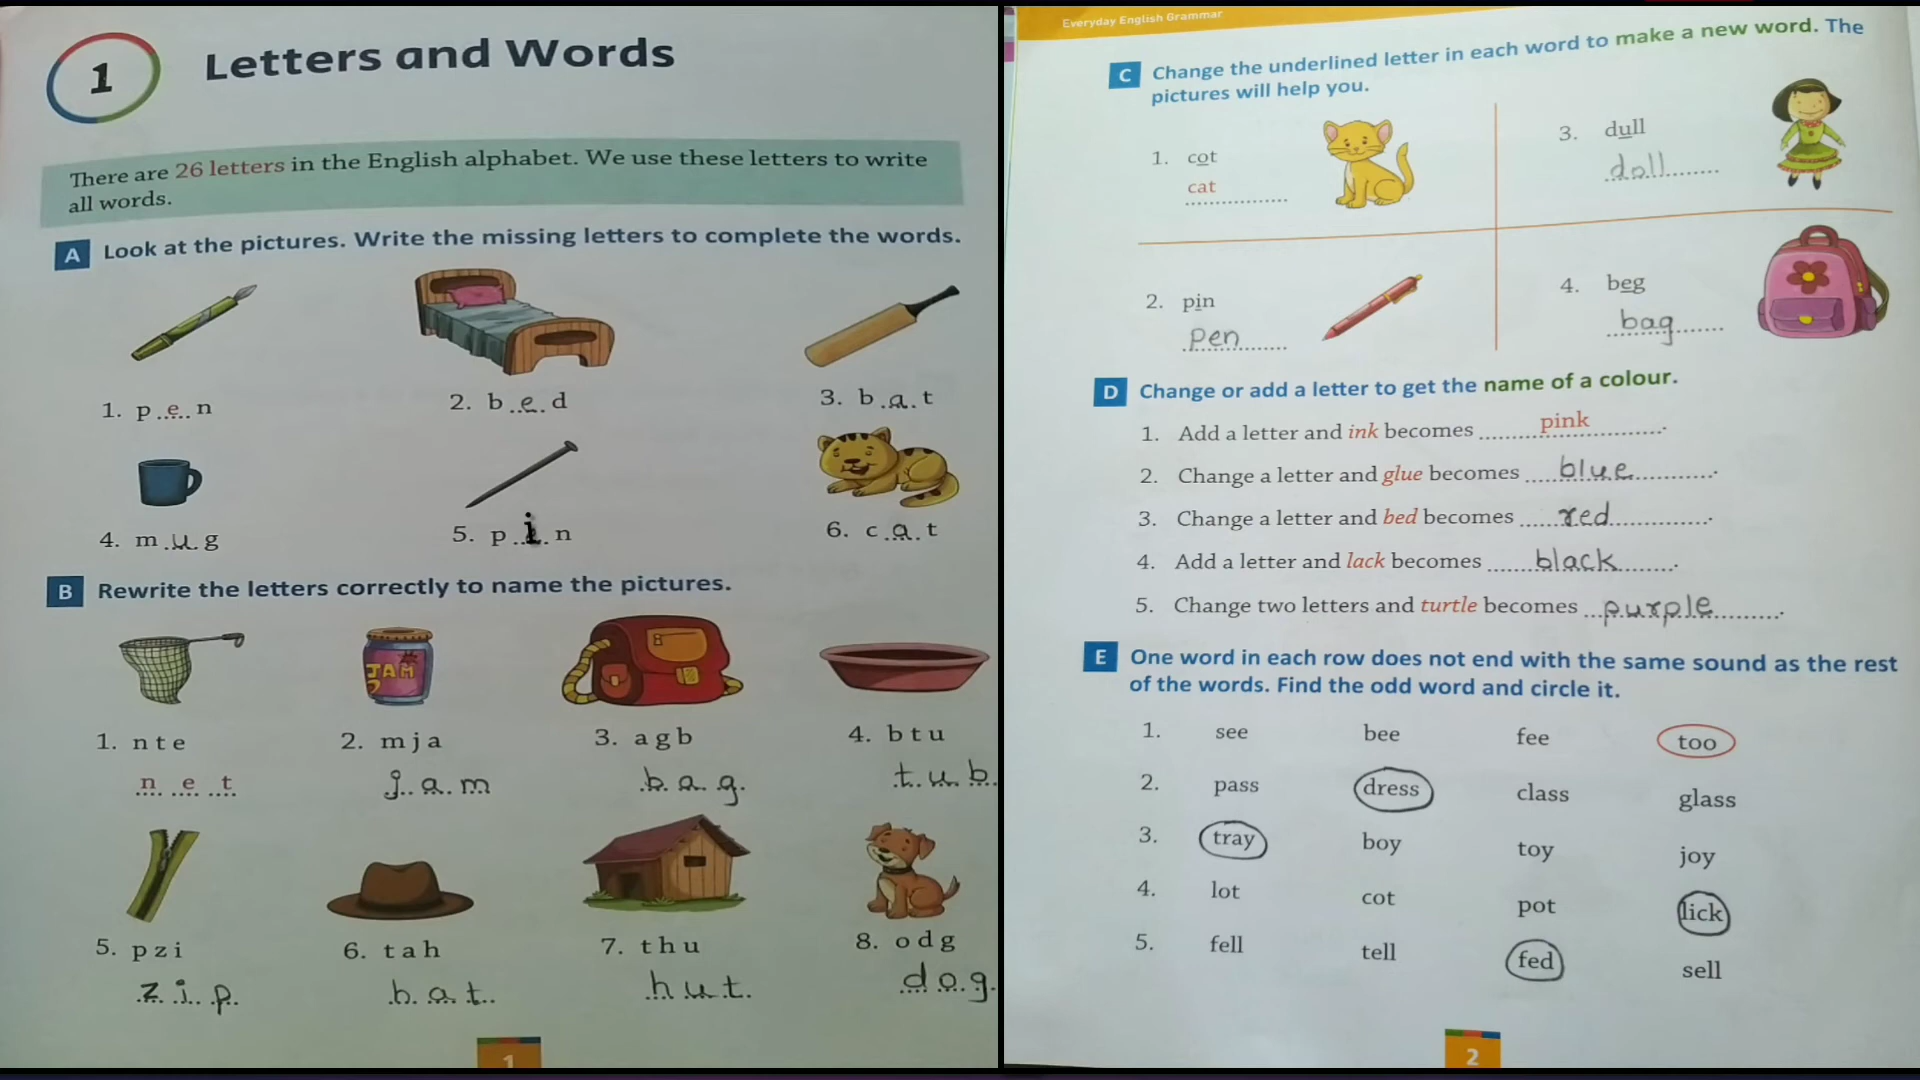 1 Letters and Words
There are 26 letters in the English alphabet. We use these letters to write
all words.
A Look at the pictures. Write the missing letters to complete the words.
1. p e n 2. b e d 3. b a t
4. m u g 5. p i n 6. c a t
B Rewrite the letters correctly to name the pictures.
JAM
1. n t e 2. m j a 3. a g b 4. b t u
n e t j a m b a g t u b
5. p z i 6. t a h 7. t h u 8. o d g
z i p h a t h u t d o g
1
Everyday English Grammar
C Change the underlined letter in each word to make a new word. The
pictures will help you.
1. cot
cat
3. dull
doll
2. pin
pen
4. beg
bag
D Change or add a letter to get the name of a colour.
1. Add a letter and ink becomes pink.
2. Change a letter and glue becomes blue.
3. Change a letter and bed becomes red.
4. Add a letter and lack becomes black.
5. Change two letters and turtle becomes purple.
E One word in each row does not end with the same sound as the rest
of the words. Find the odd word and circle it.
1. see bee fee too
2. pass dress class glass
3. tray boy toy joy
4. lot cot pot lick
5. fell tell fed sell
2